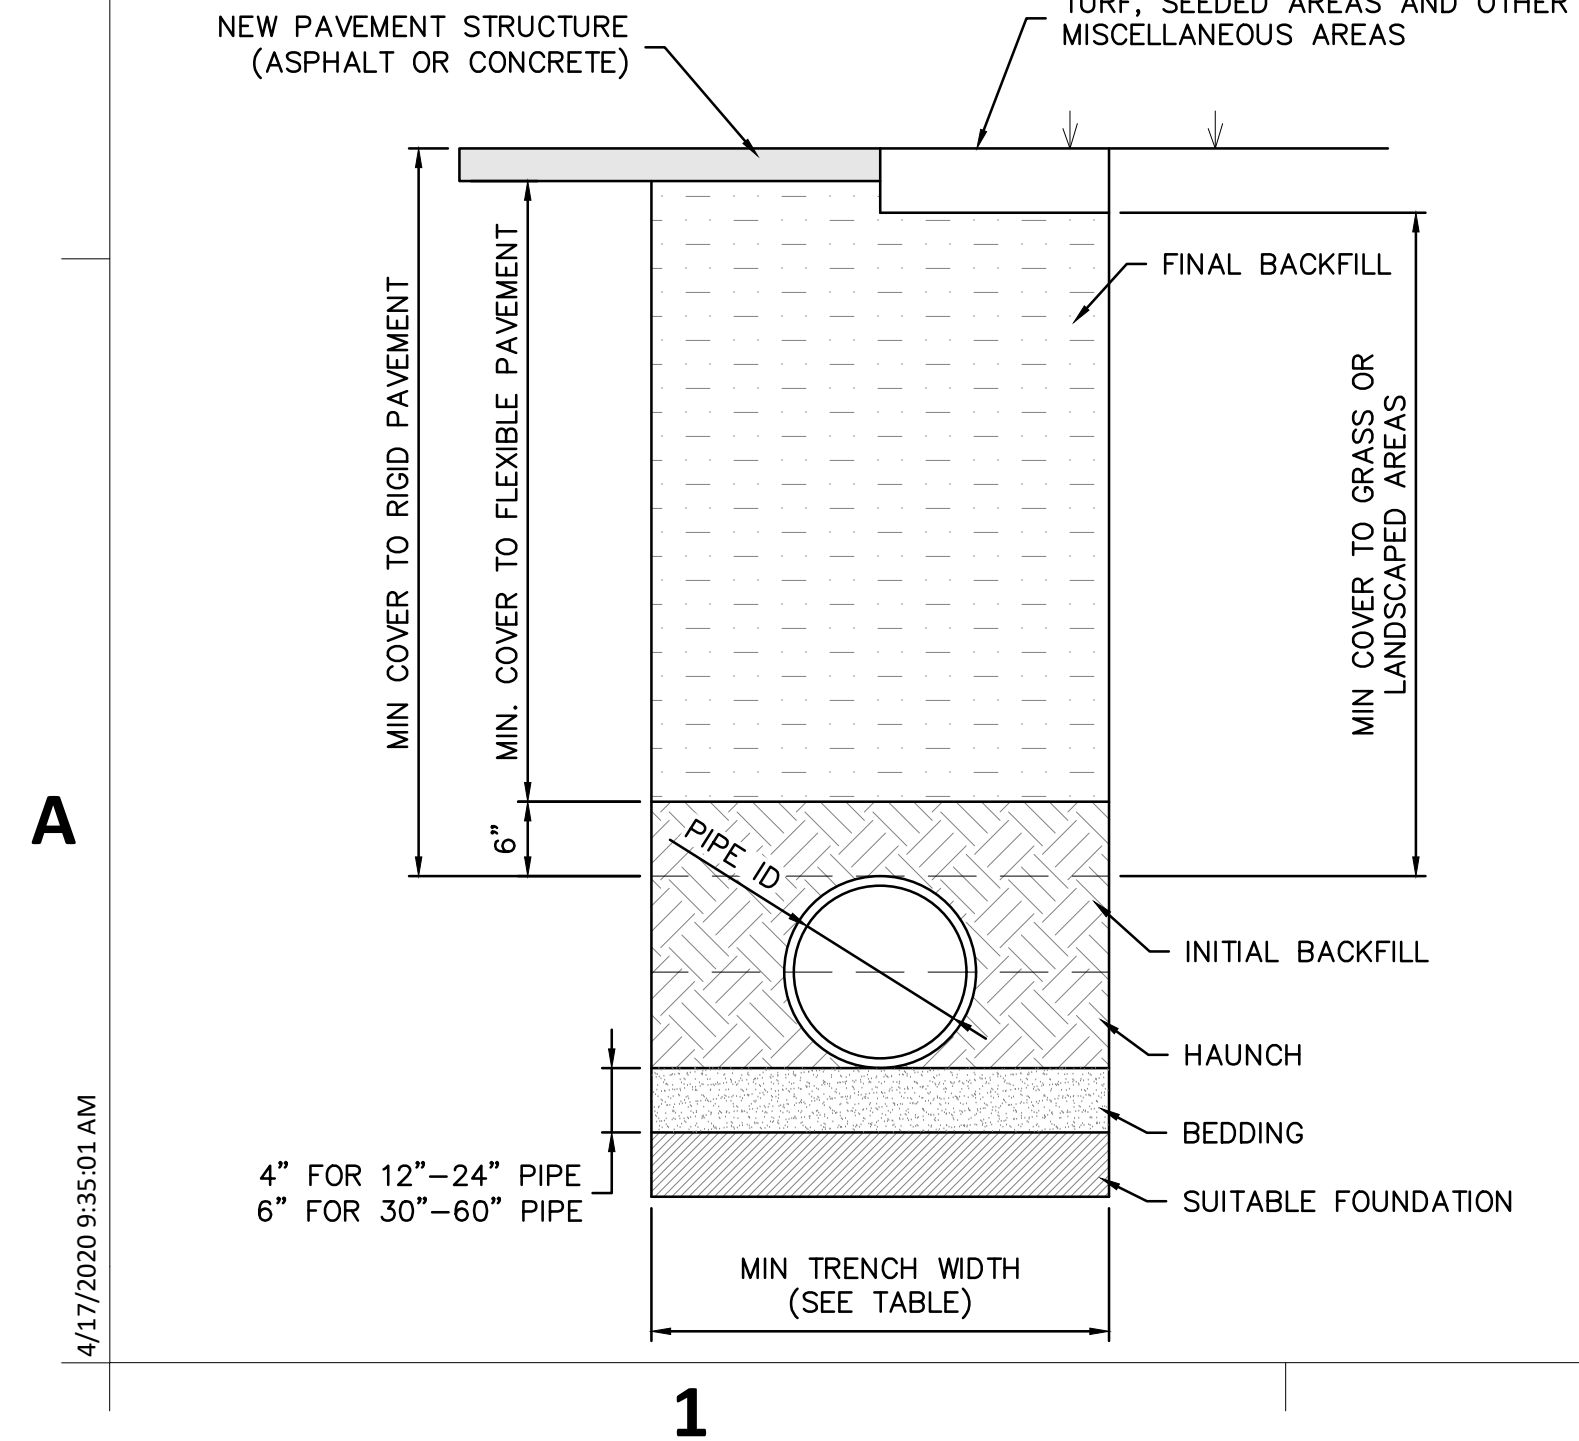 NEW PAVEMENT STRUCTURE
(ASPHALT OR CONCRETE)
TURF, SEEDED AREAS AND OTHER
MISCELLANEOUS AREAS
FINAL BACKFILL
MIN COVER TO RIGID PAVEMENT
MIN. COVER TO FLEXIBLE PAVEMENT
MIN COVER TO GRASS OR
LANDSCAPED AREAS
A
6”
PIPE ID
INITIAL BACKFILL
HAUNCH
BEDDING
4” FOR 12”–24” PIPE
6” FOR 30”–60” PIPE
SUITABLE FOUNDATION
MIN TRENCH WIDTH
(SEE TABLE)
4/17/2020 9:35:01 AM
1